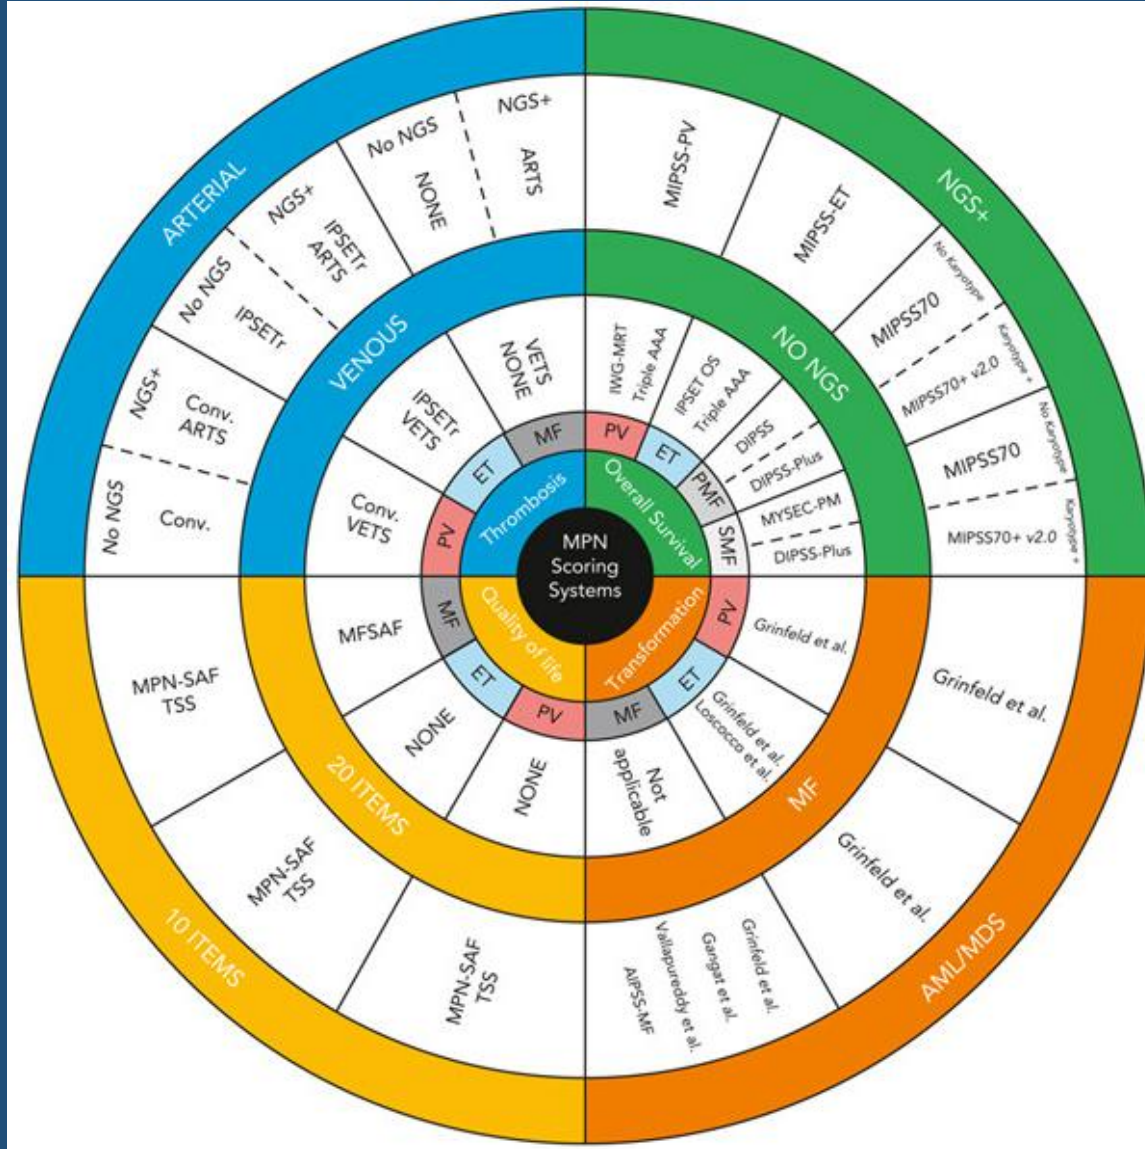 MPN
Scoring
Systems
Thrombosis
Overall Survival
Transformation
Quality of life
ARTERIAL
No NGS
Conv.
NGS+
Conv.
ARTS
No NGS
IPSETr
NGS+
IPSETr
ARTS
No NGS
NONE
NGS+
ARTS
VENOUS
PV
Conv.
VETS
ET
IPSETr
VETS
MF
VETS
NONE
NGS+
MIPSS-PV
MIPSS-ET
No Karyotype
MIPSS70
Karyotype +
MIPSS70+ v2.0
No Karyotype
MIPSS70
Karyotype +
MIPSS70+ v2.0
NO NGS
PV
IWG-MRT
Triple AAA
ET
IPSET OS
Triple AAA
PMF
DIPSS
DIPSS-Plus
SMF
MYSEC-PM
DIPSS-Plus
MF
PV
Grinfeld et al.
ET
Grinfeld et al.
Loscocco et al.
MF
Not
applicable
AML/MDS
Grinfeld et al.
Grinfeld et al.
Grinfeld et al.
Gangat et al.
Vallapureddy et al.
AIPSS-MF
20 ITEMS
MF
MFSAF
ET
NONE
PV
NONE
10 ITEMS
MPN-SAF
TSS
MPN-SAF
TSS
MPN-SAF
TSS